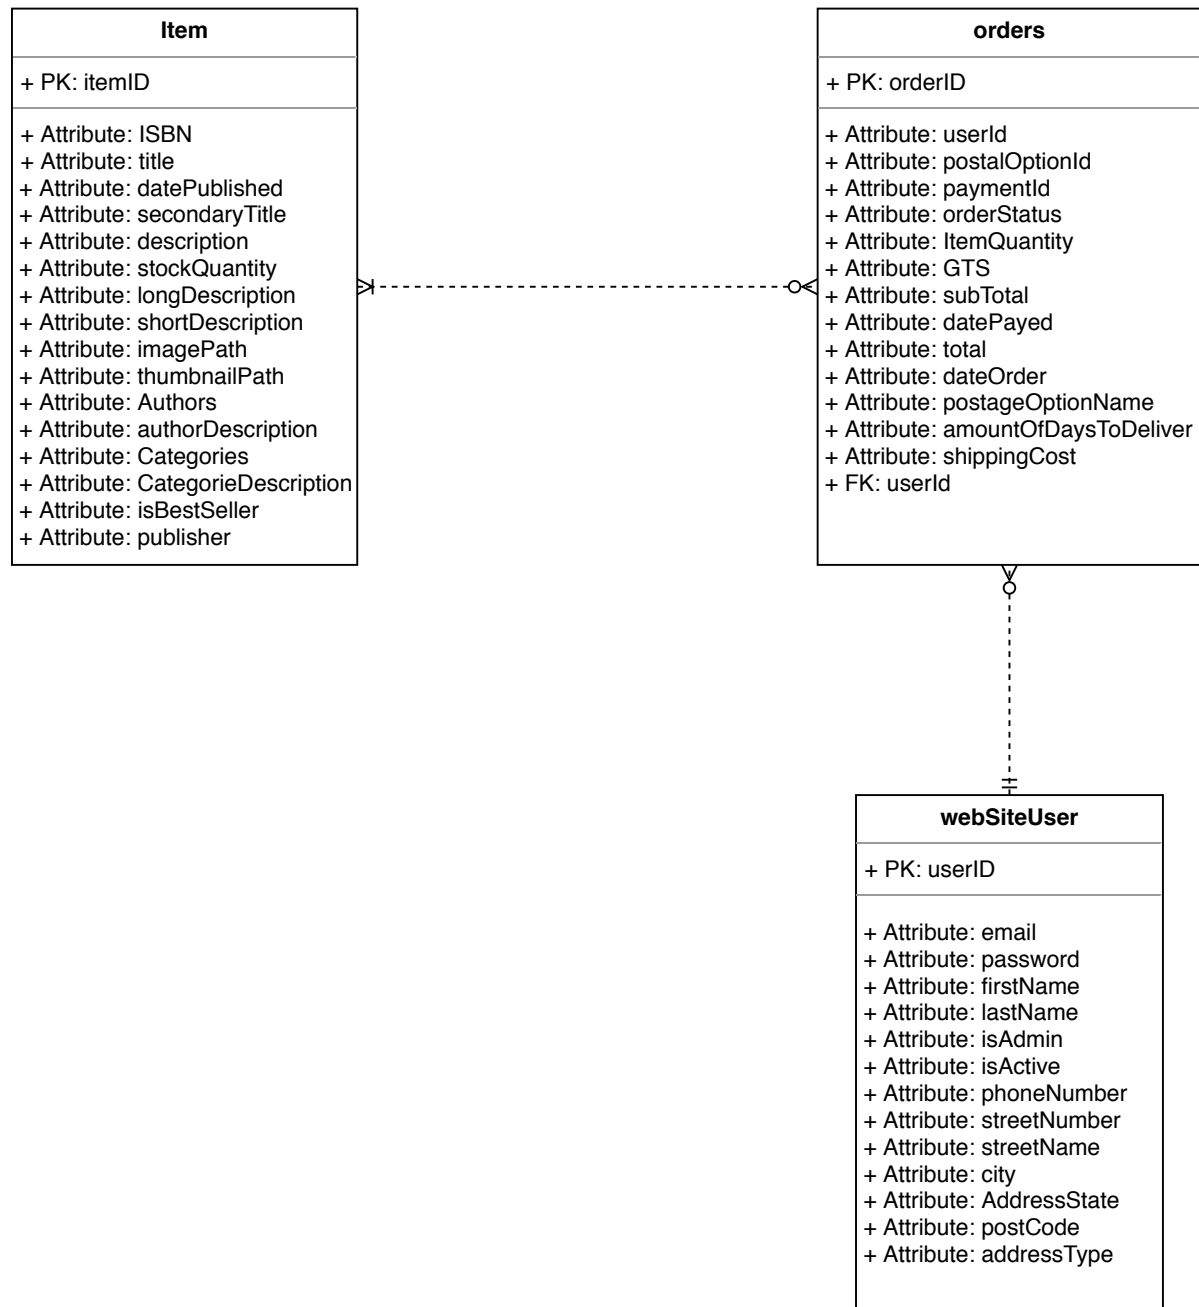 Item
+ PK: itemID
+ Attribute: ISBN
+ Attribute: title
+ Attribute: datePublished
+ Attribute: secondaryTitle
+ Attribute: description
+ Attribute: stockQuantity
+ Attribute: longDescription
+ Attribute: shortDescription
+ Attribute: imagePath
+ Attribute: thumbnailPath
+ Attribute: Authors
+ Attribute: authorDescription
+ Attribute: Categories
+ Attribute: CategorieDescription
+ Attribute: isBestSeller
+ Attribute: publisher
orders
+ PK: orderID
+ Attribute: userId
+ Attribute: postalOptionId
+ Attribute: paymentId
+ Attribute: orderStatus
+ Attribute: ItemQuantity
+ Attribute: GTS
+ Attribute: subTotal
+ Attribute: datePayed
+ Attribute: total
+ Attribute: dateOrder
+ Attribute: postageOptionName
+ Attribute: amountOfDaysToDeliver
+ Attribute: shippingCost
+ FK: userId
webSiteUser
+ PK: userID
+ Attribute: email
+ Attribute: password
+ Attribute: firstName
+ Attribute: lastName
+ Attribute: isAdmin
+ Attribute: isActive
+ Attribute: phoneNumber
+ Attribute: streetNumber
+ Attribute: streetName
+ Attribute: city
+ Attribute: AddressState
+ Attribute: postCode
+ Attribute: addressType